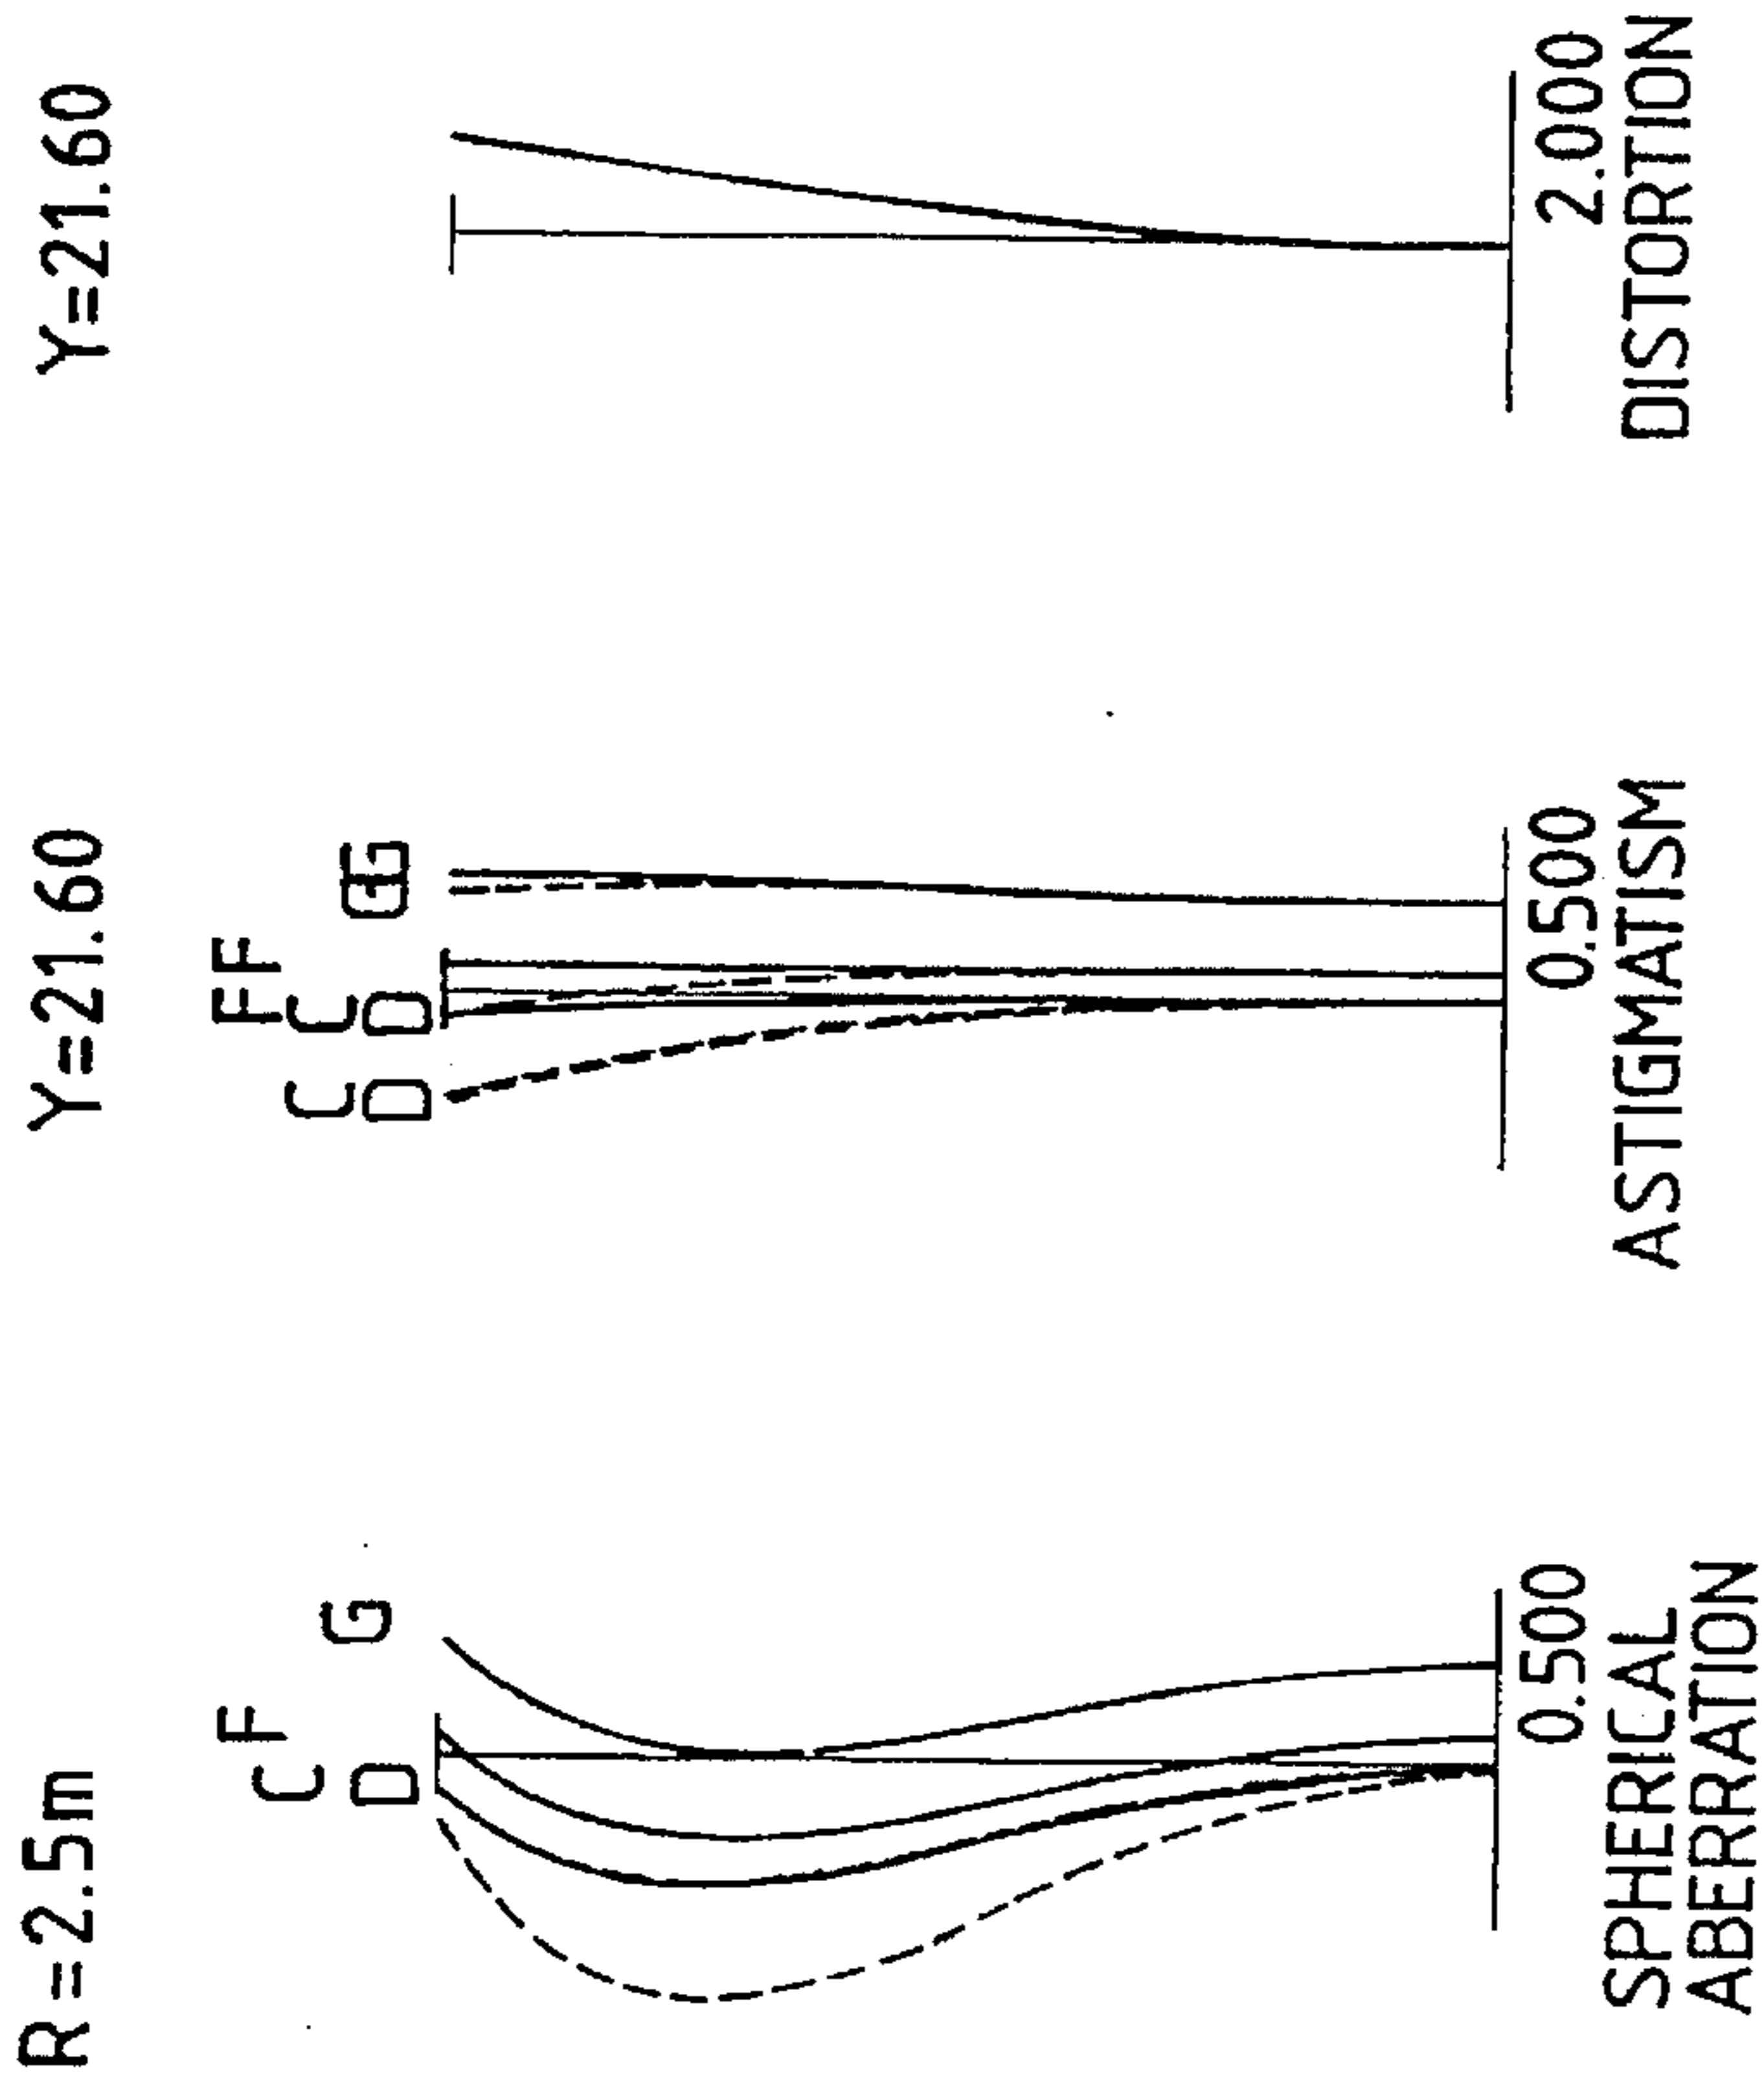 R=2.5m
F
C
G
D
0.500
SPHERICAL
ABERRATION
Y=21.60
F F
C C
G G
D D
0.500
ASTIGMATISM
Y=21.60
2.000
DISTORTION